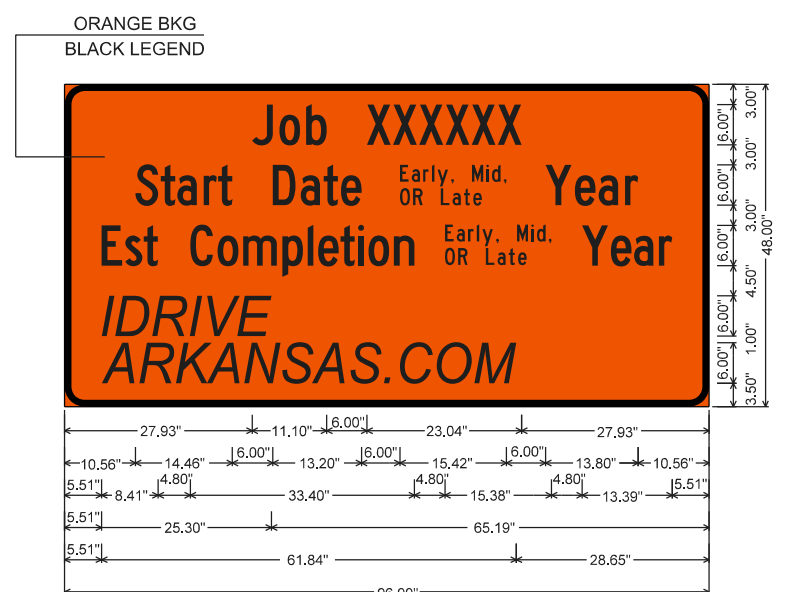 ORANGE BKG
BLACK LEGEND
Job XXXXXX
Start Date Early, Mid, OR Late Year
Est Completion Early, Mid, OR Late Year
IDRIVE
ARKANSAS.COM
3.00"
6.00"
3.00"
6.00"
3.00"
6.00"
4.50"
6.00"
1.00"
6.00"
3.50"
48.00"
27.93" 11.10" 6.00" 23.04" 27.93"
10.56" 14.46" 6.00" 13.20" 6.00" 15.42" 6.00" 13.80" 10.56"
5.51" 8.41" 4.80" 33.40" 4.80" 15.38" 4.80" 13.39" 5.51"
5.51" 25.30" 65.19"
5.51" 61.84" 28.65"
96.00"